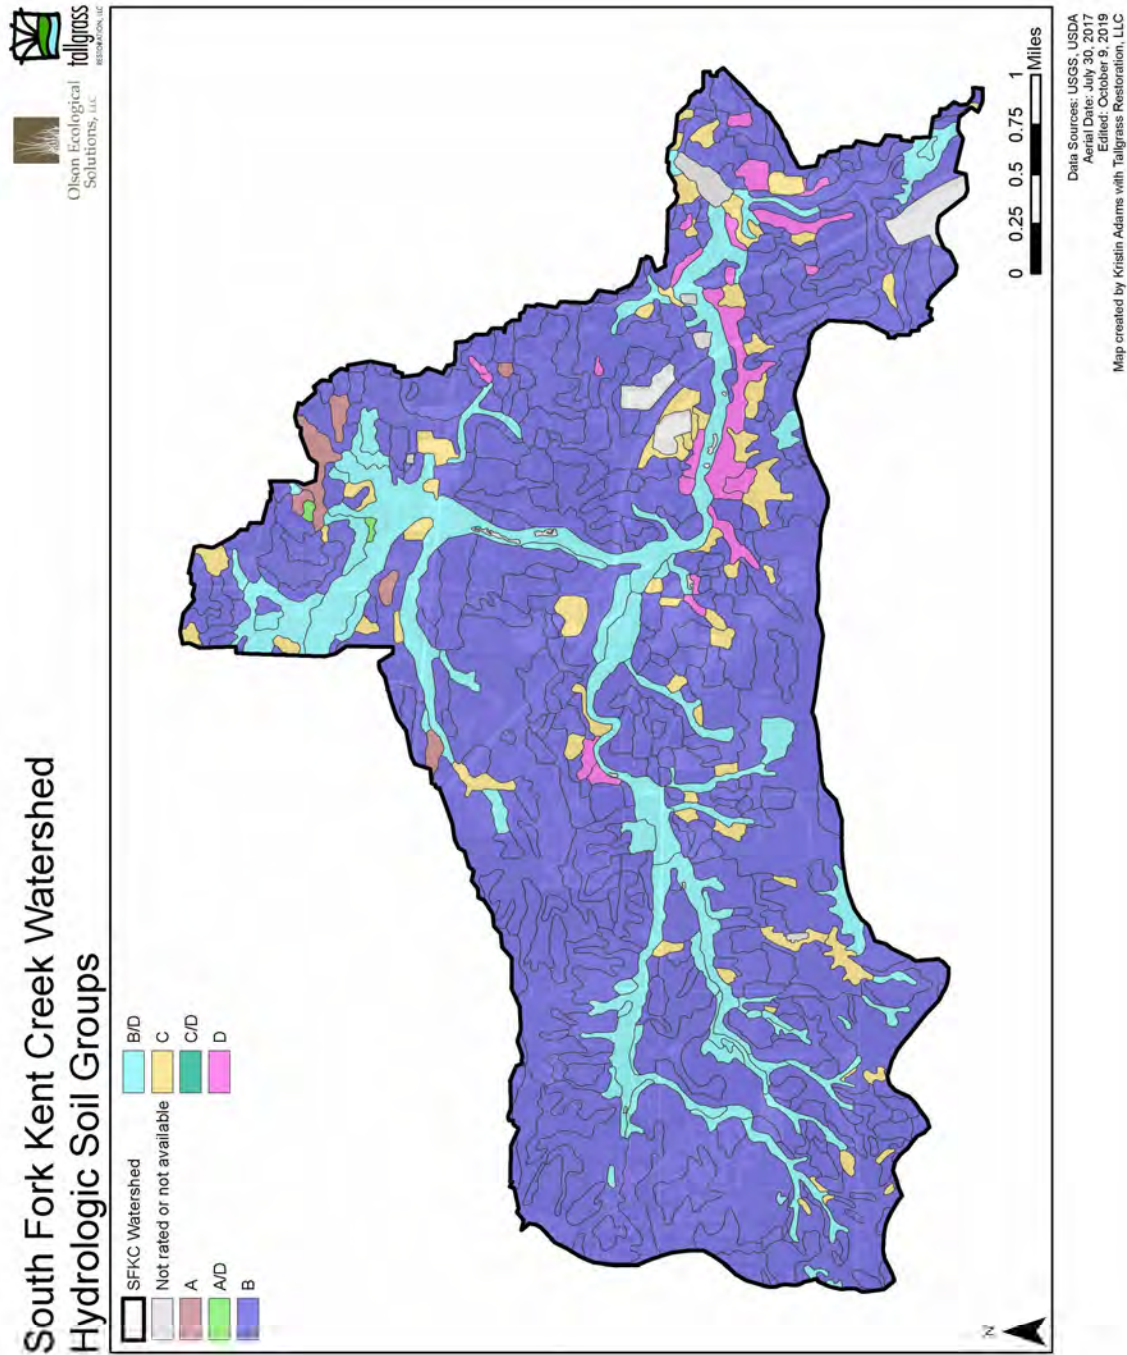 South Fork Kent Creek Watershed
Hydrologic Soil Groups
Olson Ecological
Solutions, LLC
tallgrass
RESTORATION, LLC
SFKC Watershed
Not rated or not available
A
A/D
B
B/D
C
C/D
D
N
0 0.25 0.5 0.75 1
Miles
Data Sources: USGS, USDA
Aerial Date: July 30, 2017
Edited: October 9, 2019
Map created by Kristin Adams with Tallgrass Restoration, LLC